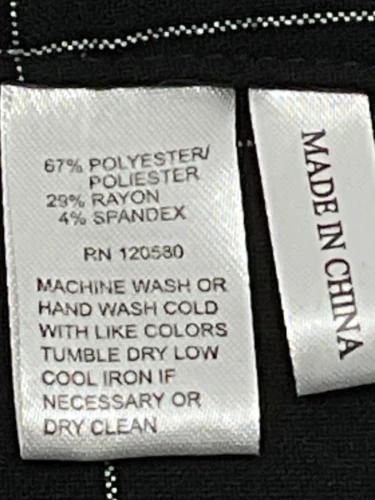 67% POLYESTER/
POLIESTER
29% RAYON
4% SPANDEX
RN 120580
MACHINE WASH OR
HAND WASH COLD
WITH LIKE COLORS
TUMBLE DRY LOW
COOL IRON IF
NECESSARY OR
DRY CLEAN
MADE IN CHINA